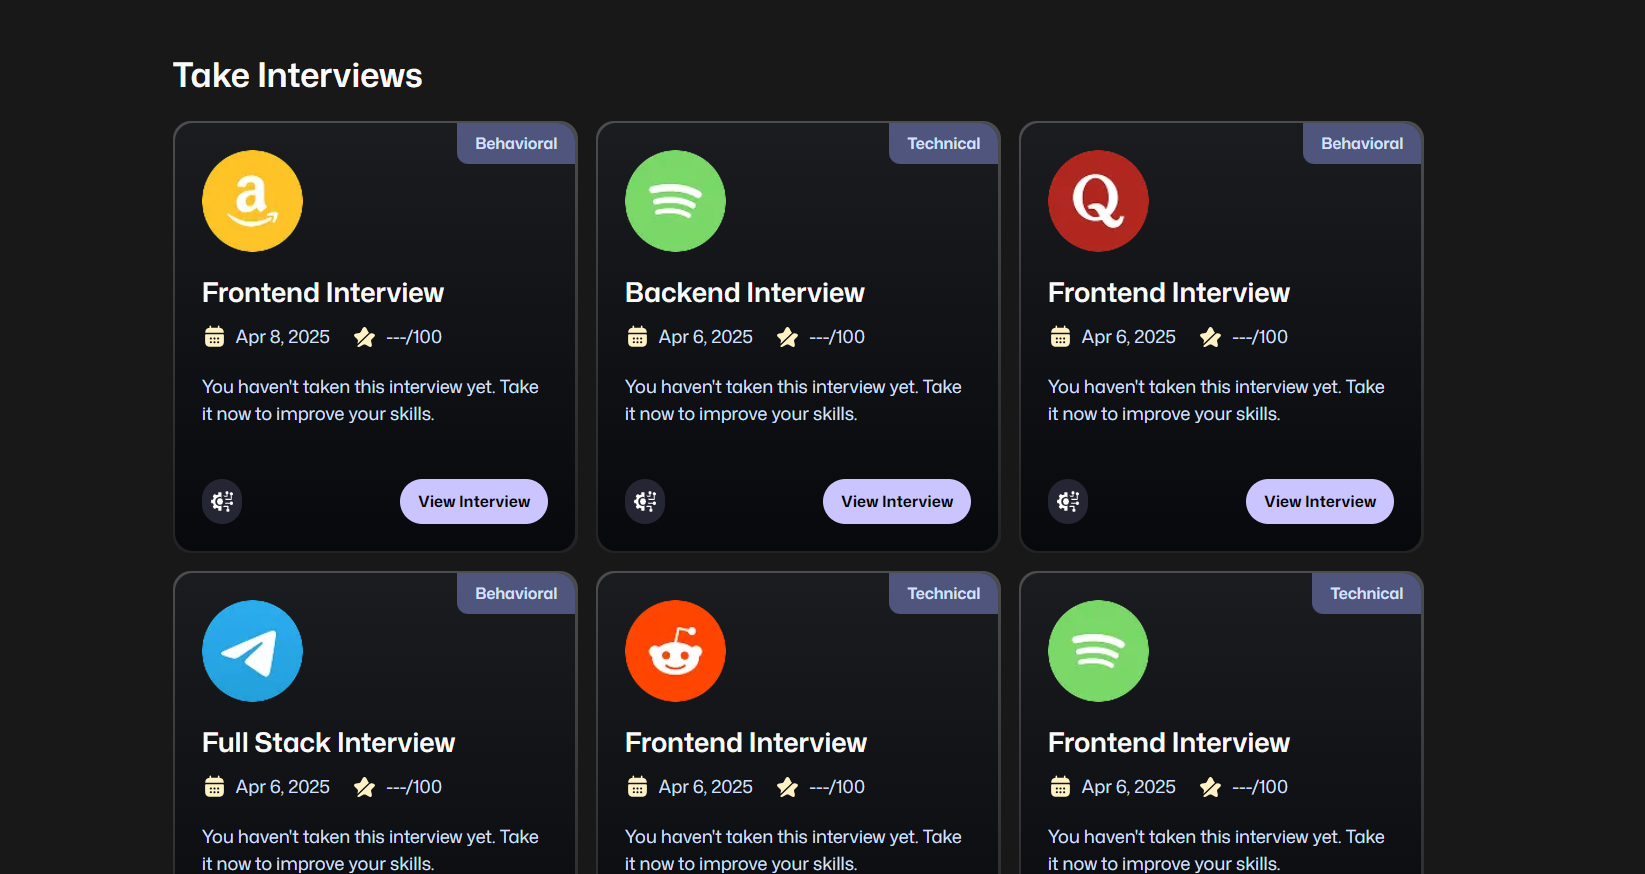 Take Interviews
Behavioral
Frontend Interview
Apr 8, 2025 ---/100
You haven't taken this interview yet. Take
it now to improve your skills.
View Interview
Technical
Backend Interview
Apr 6, 2025 ---/100
You haven't taken this interview yet. Take
it now to improve your skills.
View Interview
Behavioral
Frontend Interview
Apr 6, 2025 ---/100
You haven't taken this interview yet. Take
it now to improve your skills.
View Interview
Behavioral
Full Stack Interview
Apr 6, 2025 ---/100
You haven't taken this interview yet. Take
it now to improve your skills.
Technical
Frontend Interview
Apr 6, 2025 ---/100
You haven't taken this interview yet. Take
it now to improve your skills.
Technical
Frontend Interview
Apr 6, 2025 ---/100
You haven't taken this interview yet. Take
it now to improve your skills.